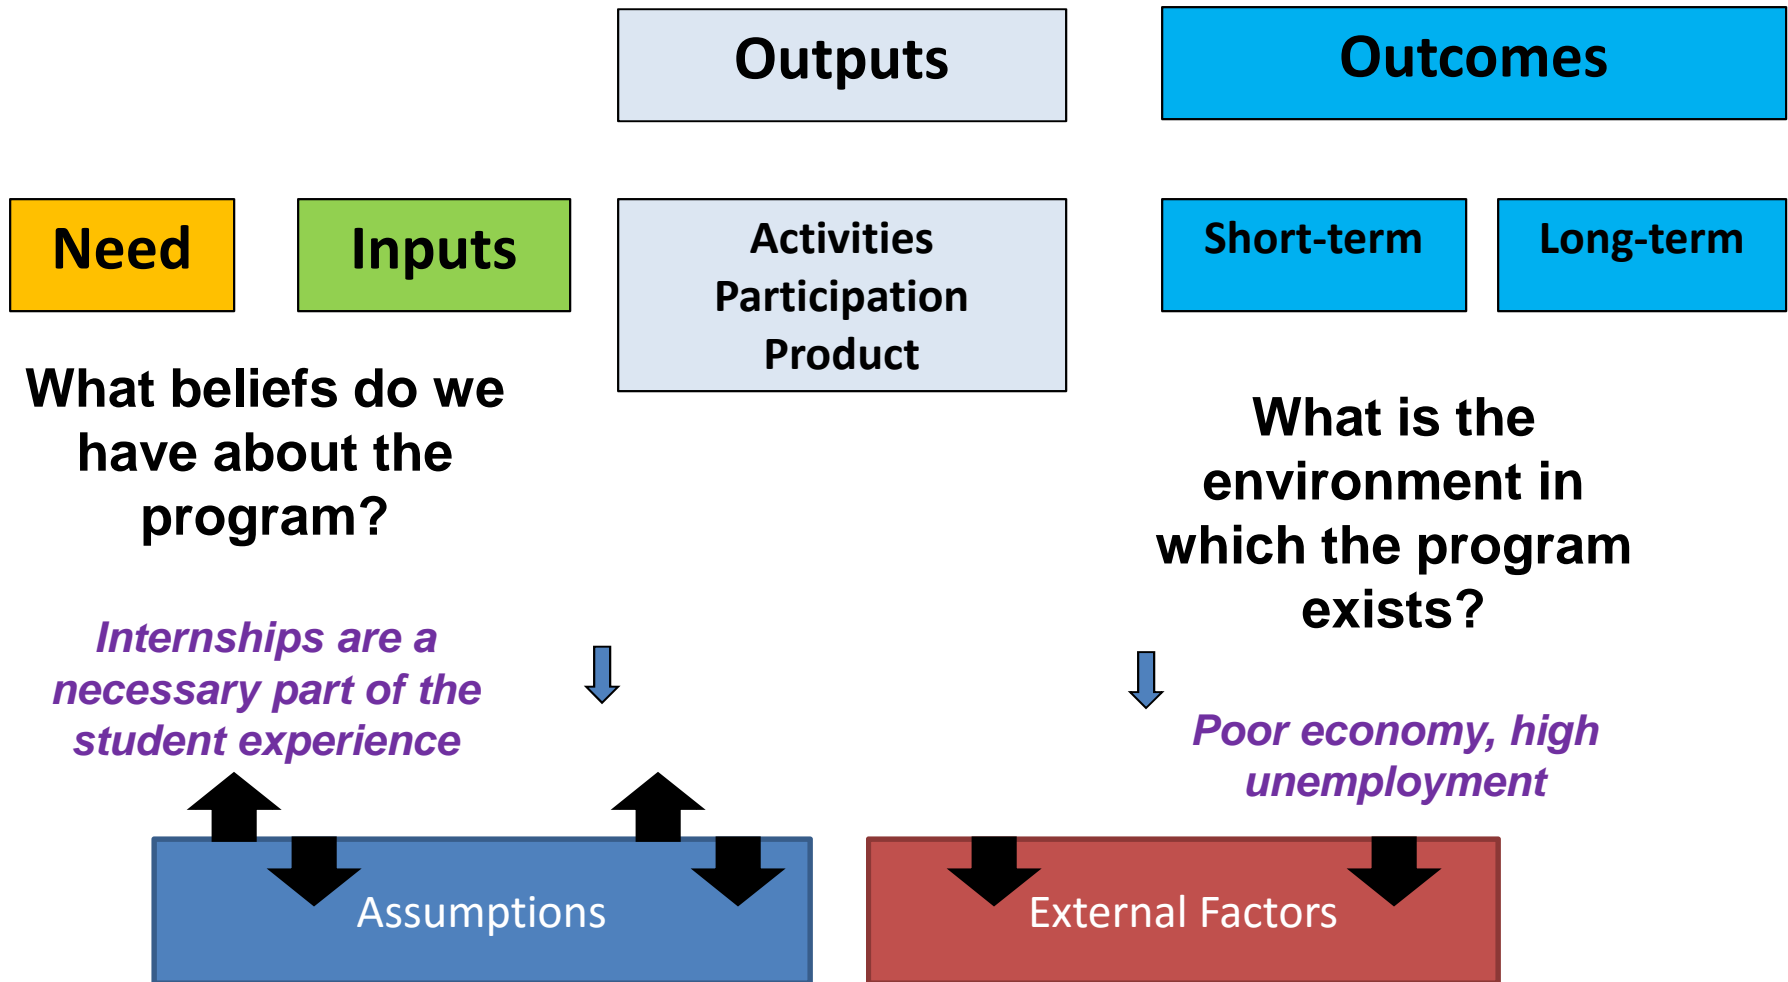 Outputs
Outcomes
Need
Inputs
Activities
Participation
Product
Short-term
Long-term
What beliefs do we
have about the
program?
What is the
environment in
which the program
exists?
Internships are a
necessary part of the
student experience
Poor economy, high
unemployment
Assumptions
External Factors